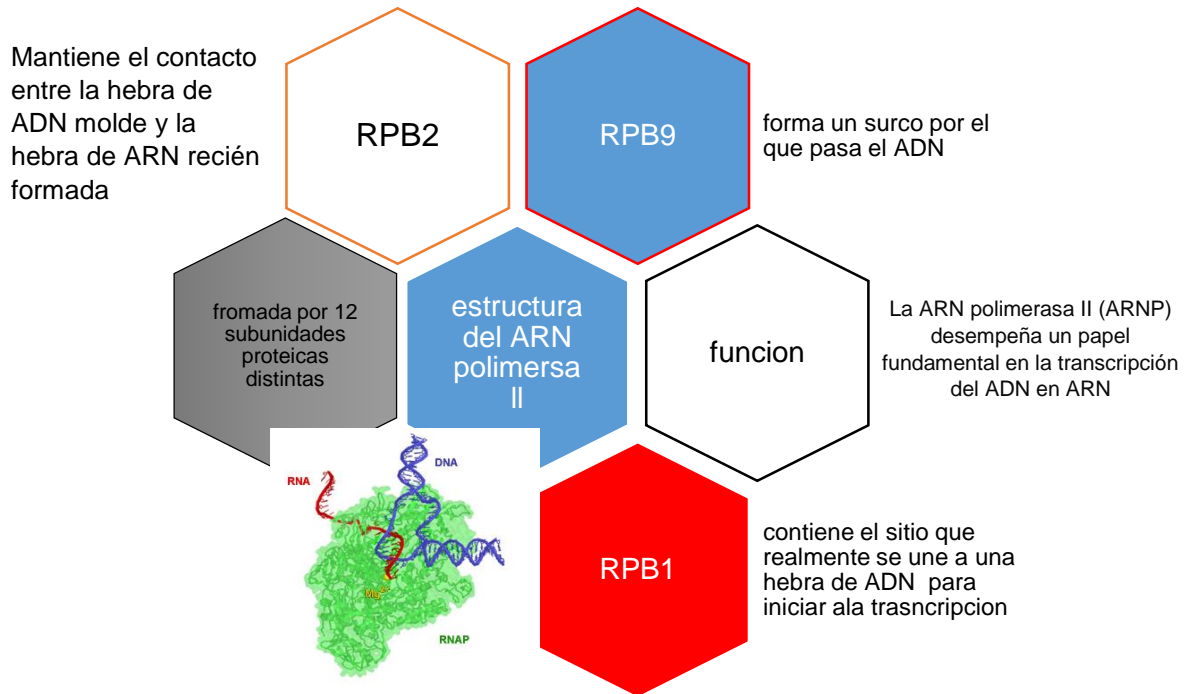 Mantiene el contacto
entre la hebra de
ADN molde y la
hebra de ARN recién
formada
RPB2
RPB9
forma un surco por el
que pasa el ADN
fromada por 12
subunidades
proteicas
distintas
estructura
del ARN
polimersa
II
funcion
La ARN polimerasa II (ARNP)
desempeña un papel
fundamental en la transcripción
del ADN en ARN
RNA
DNA
RNAP
RPB1
contiene el sitio que
realmente se une a una
hebra de ADN para
iniciar ala trasncripcion